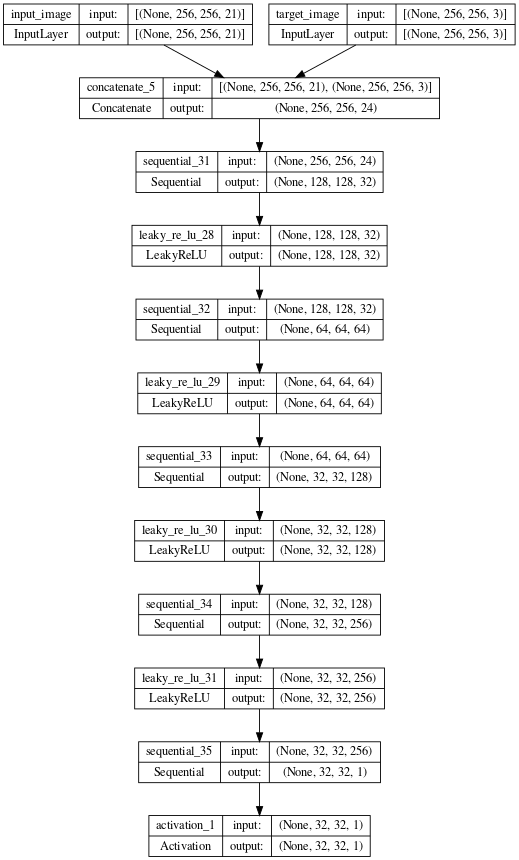 input_image input: [(None, 256, 256, 21)]
InputLayer output: [(None, 256, 256, 21)]
target_image input: [(None, 256, 256, 3)]
InputLayer output: [(None, 256, 256, 3)]
concatenate_5 input: [(None, 256, 256, 21), (None, 256, 256, 3)]
Concatenate output: (None, 256, 256, 24)
sequential_31 input: (None, 256, 256, 24)
Sequential output: (None, 128, 128, 32)
leaky_re_lu_28 input: (None, 128, 128, 32)
LeakyReLU output: (None, 128, 128, 32)
sequential_32 input: (None, 128, 128, 32)
Sequential output: (None, 64, 64, 64)
leaky_re_lu_29 input: (None, 64, 64, 64)
LeakyReLU output: (None, 64, 64, 64)
sequential_33 input: (None, 64, 64, 64)
Sequential output: (None, 32, 32, 128)
leaky_re_lu_30 input: (None, 32, 32, 128)
LeakyReLU output: (None, 32, 32, 128)
sequential_34 input: (None, 32, 32, 128)
Sequential output: (None, 32, 32, 256)
leaky_re_lu_31 input: (None, 32, 32, 256)
LeakyReLU output: (None, 32, 32, 256)
sequential_35 input: (None, 32, 32, 256)
Sequential output: (None, 32, 32, 1)
activation_1 input: (None, 32, 32, 1)
Activation output: (None, 32, 32, 1)